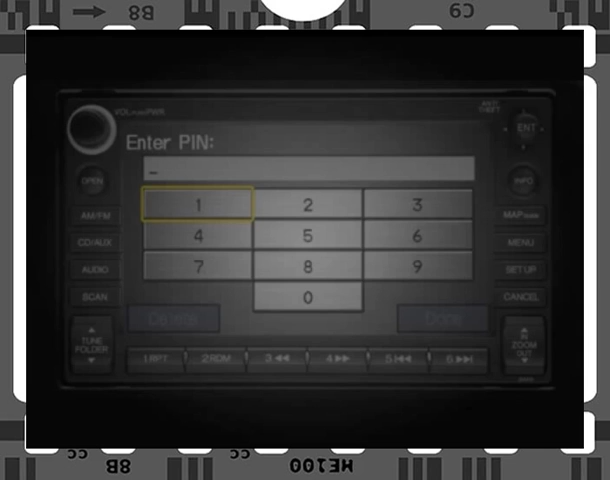 B8
C9
VOL PWR
ANTI
THEFT
ENT
Enter PIN:
OPEN
INFO
1 2 3
AM/FM
MAP
4 5 6
CD/AUX
MENU
7 8 9
AUDIO
SETUP
0
SCAN
CANCEL
Delete
Done
TUNE
FOLDER
IN
ZOOM
OUT
1 RPT 2 RDM 3 4 5 6
8B
CC
CC
ME100